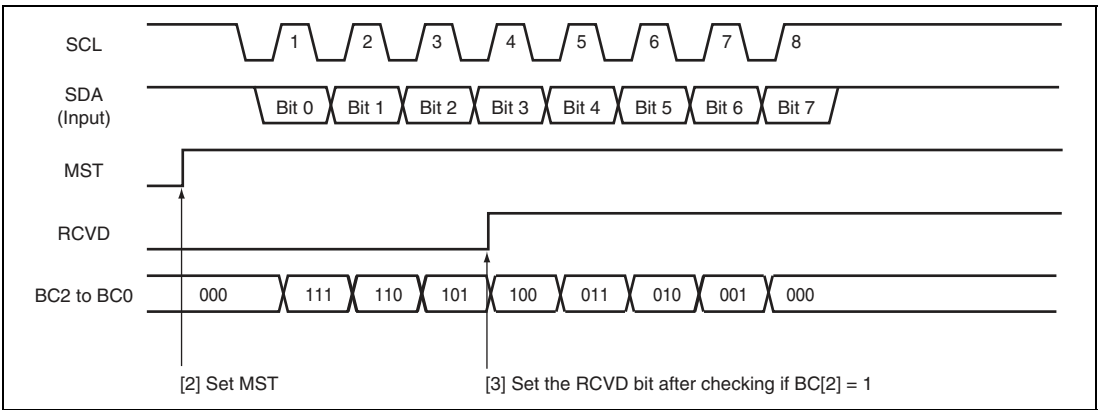 SCL 1 2 3 4 5 6 7 8
SDA
(Input)
Bit 0 Bit 1 Bit 2 Bit 3 Bit 4 Bit 5 Bit 6 Bit 7
MST
RCVD
BC2 to BC0 000 111 110 101 100 011 010 001 000
[2] Set MST [3] Set the RCVD bit after checking if BC[2] = 1